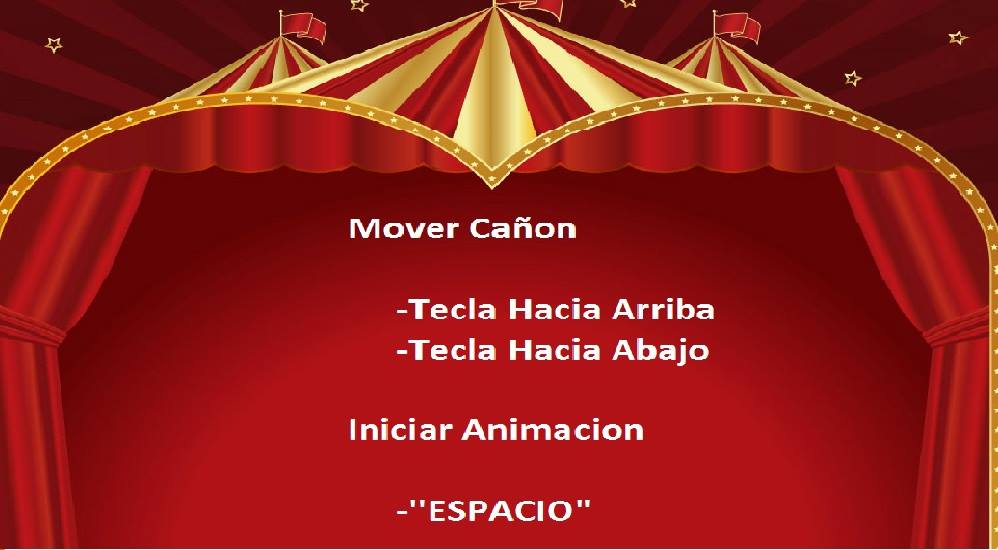 Mover Cañon
-Tecla Hacia Arriba
-Tecla Hacia Abajo
Iniciar Animacion
-''ESPACIO"